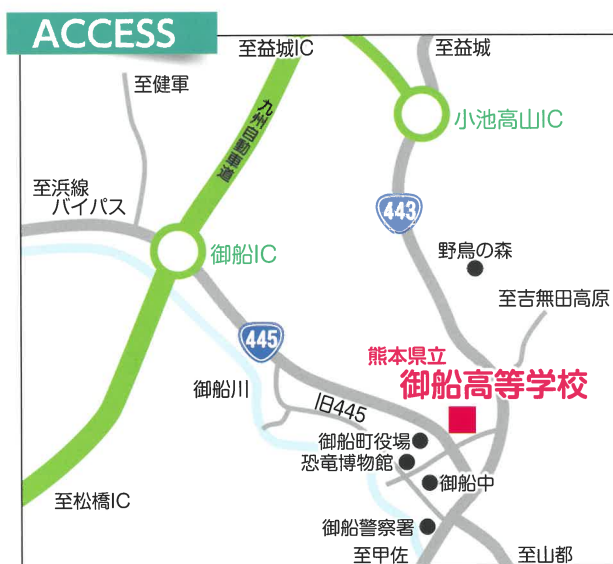 ACCESS
至益城IC
至益城
至健軍
九州自動車道
小池高山IC
至浜線
バイパス
443
御船IC
野鳥の森
至吉無田高原
445
熊本県立
御船高等学校
御船川
旧445
御船町役場
恐竜博物館
御船中
至松橋IC
御船警察署
至甲佐
至山都